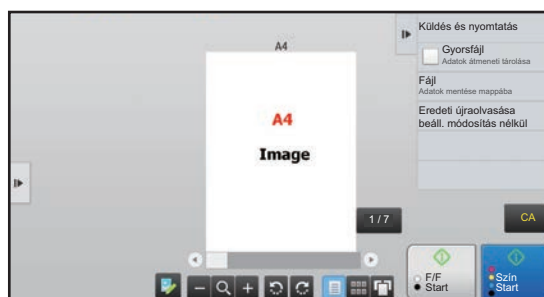 A4
A4
Image
1 / 7
Küldés és nyomtatás
Gyorsfájl
Adatok átmeneti tárolása
Fájl
Adatok mentése mappába
Eredeti újraolvasása
beáll. módosítás nélkül
CA
F/F
Start
Szín
Start